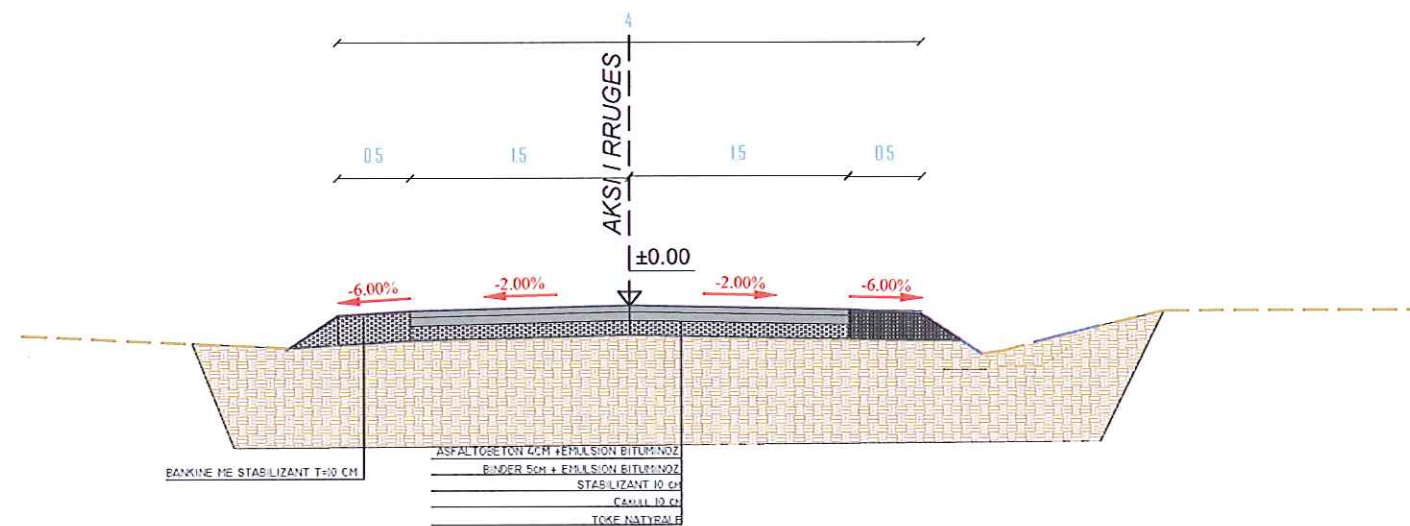 4
AKSI I RRUGES
0.5
1.5
1.5
0.5
±0.00
-6.00%
-2.00%
-2.00%
-6.00%
ASFALTOBETON 4CM +EMULSION BITUMINOZ
BANKINE ME STABILIZANT T=10 CM
BINDER 5CM + EMULSION BITUMINOZ
STABILIZANT 10 CM
CAKULL 10 CM
TOKE NATYRALE